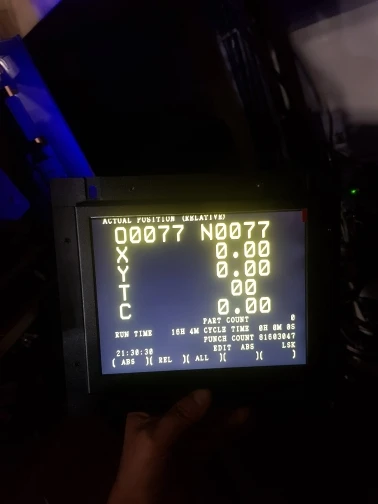 ACTUAL POSITION (RELATIVE)
O0077 N0077
X 0.00
Y 0.00
T 00
C 0.00
PART COUNT 0
RUN TIME 16H 4M CYCLE TIME 0H 0M 0S
PUNCH COUNT 81603047
EDIT ABS LSK
21:30:30
( ABS )( REL )( ALL )( )( )